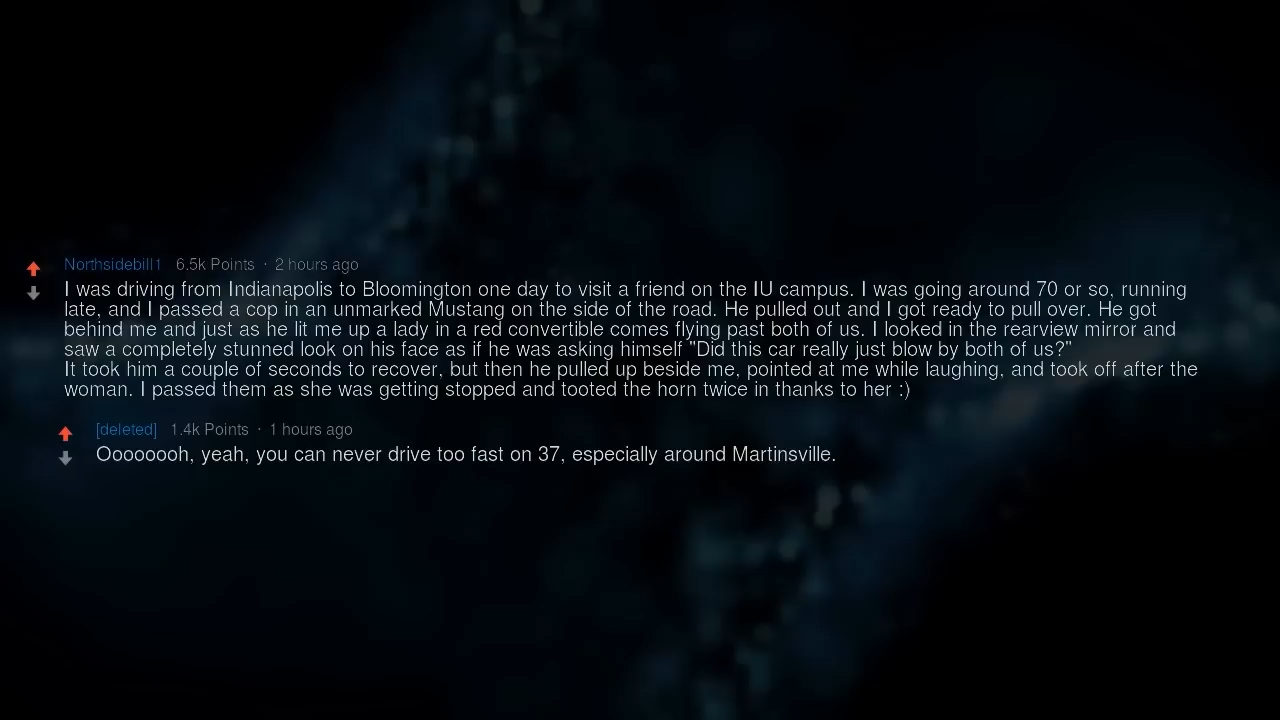 Northsidebill1 6.5k Points · 2 hours ago
I was driving from Indianapolis to Bloomington one day to visit a friend on the IU campus. I was going around 70 or so, running
late, and I passed a cop in an unmarked Mustang on the side of the road. He pulled out and I got ready to pull over. He got
behind me and just as he lit me up a lady in a red convertible comes flying past both of us. I looked in the rearview mirror and
saw a completely stunned look on his face as if he was asking himself "Did this car really just blow by both of us?"
It took him a couple of seconds to recover, but then he pulled up beside me, pointed at me while laughing, and took off after the
woman. I passed them as she was getting stopped and tooted the horn twice in thanks to her :)
[deleted] 1.4k Points · 1 hours ago
Oooooooh, yeah, you can never drive too fast on 37, especially around Martinsville.